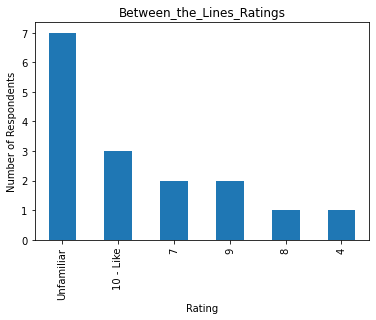 Between_the_Lines_Ratings
Number of Respondents
7
6
5
4
3
2
1
0
Unfamiliar
10 - Like
7
9
8
4
Rating